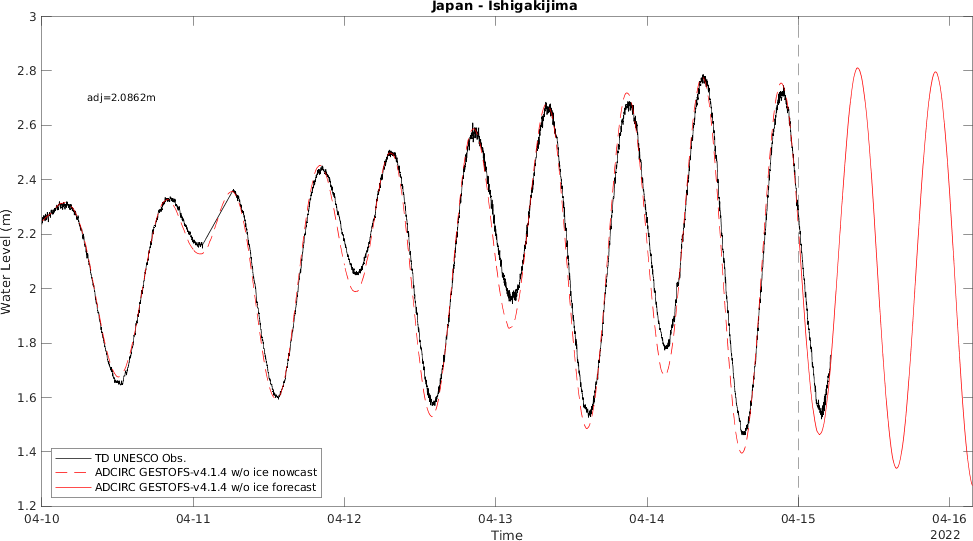 Japan - Ishigakijima
3
2.8
2.6
2.4
2.2
2
1.8
1.6
1.4
1.2
Water Level (m)
adj=2.0862m
TD UNESCO Obs.
ADCIRC GESTOFS-v4.1.4 w/o ice nowcast
ADCIRC GESTOFS-v4.1.4 w/o ice forecast
04-10 04-11 04-12 04-13 04-14 04-15 04-16
Time
2022